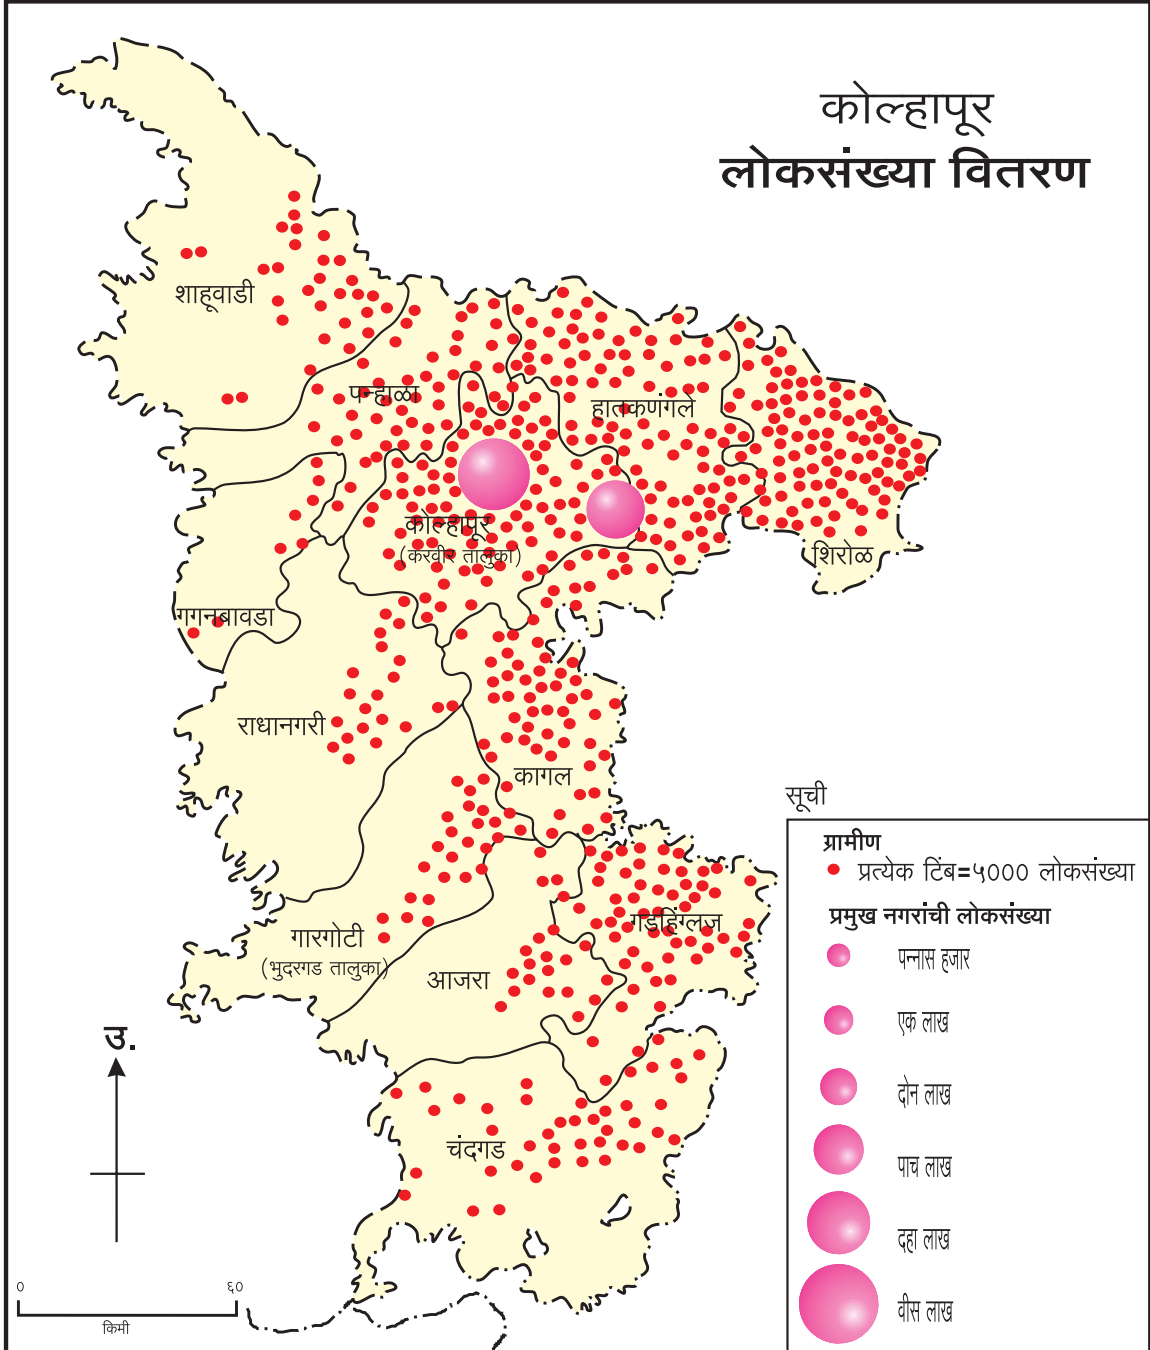 कोल्हापूर
लोकसंख्या वितरण
शाहूवाडी
पन्हाळा
हातकणंगले
कोल्हापूर
(करवीर तालुका)
शिरोळ
गगनबावडा
राधानगरी
कागल
सूची
ग्रामीण
प्रत्येक टिंब=५००० लोकसंख्या
प्रमुख नगरांची लोकसंख्या
पन्नास हजार
एक लाख
दोन लाख
पाच लाख
दहा लाख
वीस लाख
गडहिंग्लज
गारगोटी
(भुदरगड तालुका)
आजरा
चंदगड
उ.
० ६०
किमी